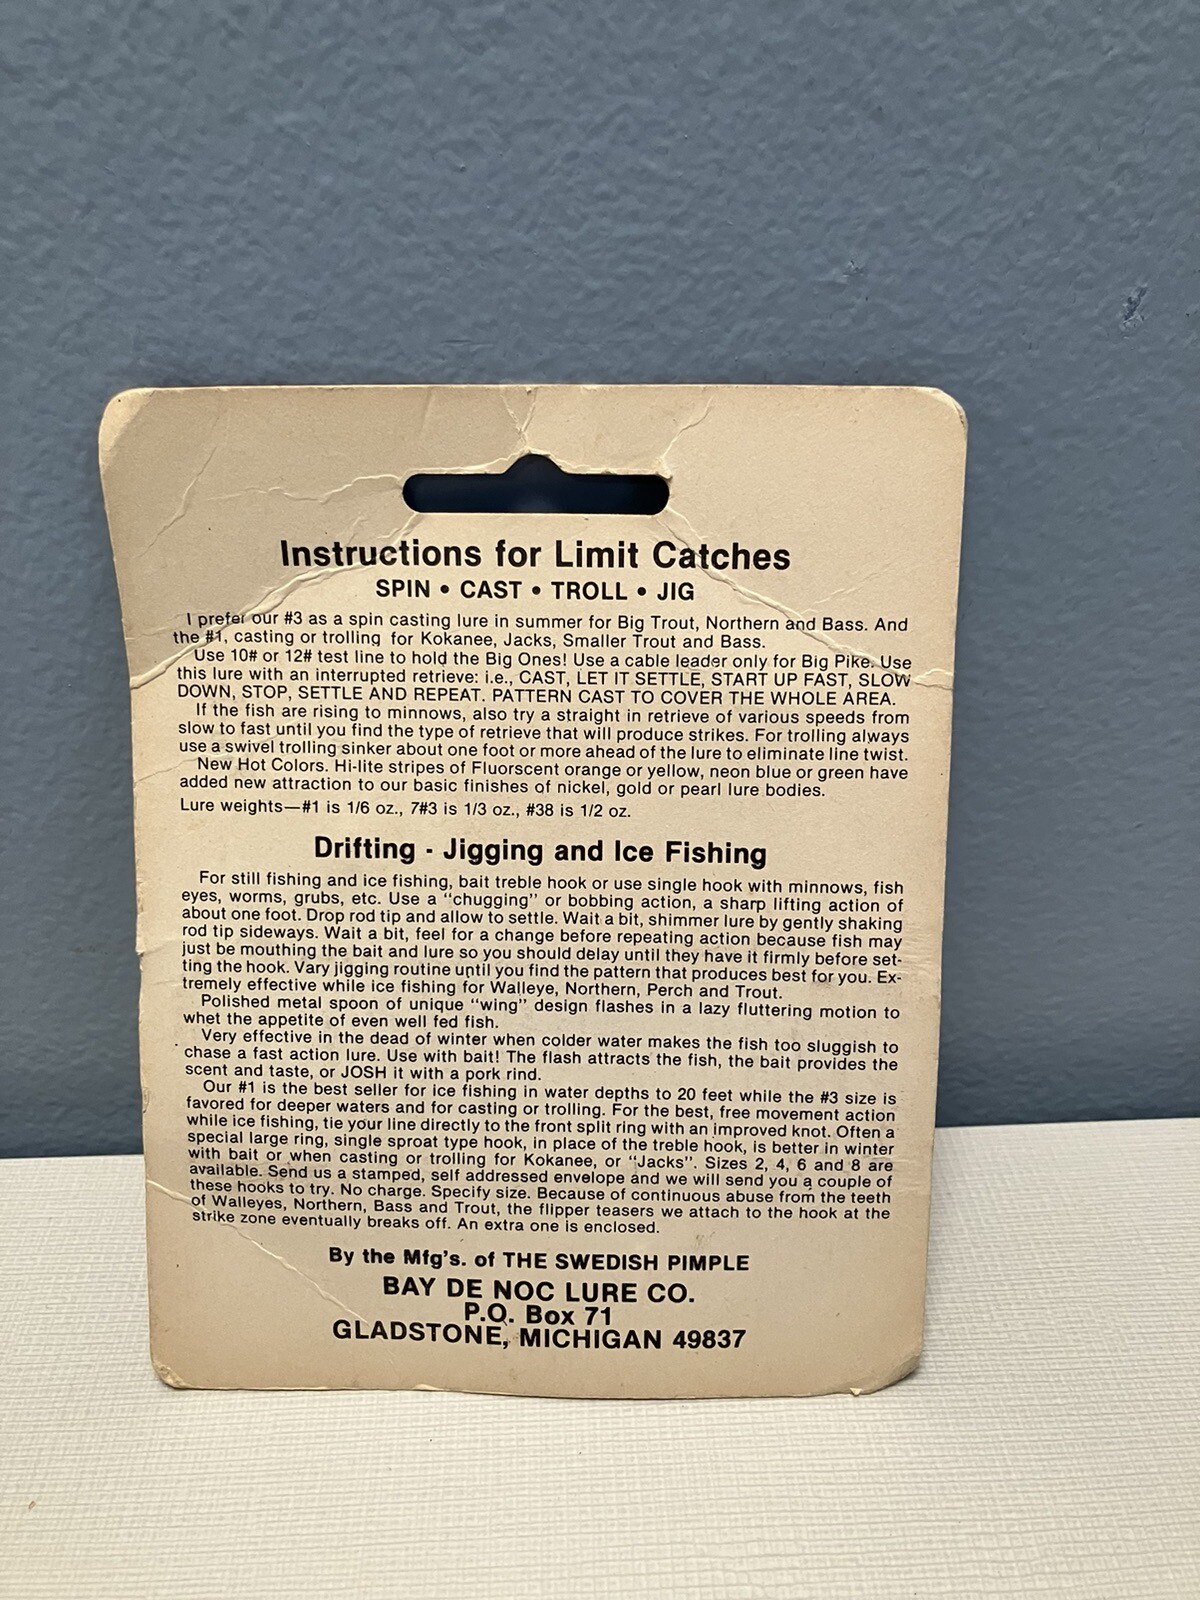 Instructions for Limit Catches
SPIN • CAST • TROLL • JIG
I prefer our #3 as a spin casting lure in summer for Big Trout, Northern and Bass. And
the #1, casting or trolling for Kokanee, Jacks, Smaller Trout and Bass.
Use 10# or 12# test line to hold the Big Ones! Use a cable leader only for Big Pike. Use
this lure with an interrupted retrieve: i.e., CAST, LET IT SETTLE, START UP FAST, SLOW
DOWN, STOP, SETTLE AND REPEAT. PATTERN CAST TO COVER THE WHOLE AREA.
If the fish are rising to minnows, also try a straight in retrieve of various speeds from
slow to fast until you find the type of retrieve that will produce strikes. For trolling always
use a swivel trolling sinker about one foot or more ahead of the lure to eliminate line twist.
New Hot Colors. Hi-lite stripes of Fluorscent orange or yellow, neon blue or green have
added new attraction to our basic finishes of nickel, gold or pearl lure bodies.
Lure weights—#1 is 1/6 oz., 7#3 is 1/3 oz., #38 is 1/2 oz.
Drifting - Jigging and Ice Fishing
For still fishing and ice fishing, bait treble hook or use single hook with minnows, fish
eyes, worms, grubs, etc. Use a "chugging" or bobbing action, a sharp lifting action of
about one foot. Drop rod tip and allow to settle. Wait a bit, shimmer lure by gently shaking
rod tip sideways. Wait a bit, feel for a change before repeating action because fish may
just be mouthing the bait and lure so you should delay until they have it firmly before set-
ting the hook. Vary jigging routine until you find the pattern that produces best for you. Ex-
tremely effective while ice fishing for Walleye, Northern, Perch and Trout.
Polished metal spoon of unique "wing" design flashes in a lazy fluttering motion to
whet the appetite of even well fed fish.
Very effective in the dead of winter when colder water makes the fish too sluggish to
chase a fast action lure. Use with bait! The flash attracts the fish, the bait provides the
scent and taste, or JOSH it with a pork rind.
Our #1 is the best seller for ice fishing in water depths to 20 feet while the #3 size is
favored for deeper waters and for casting or trolling. For the best, free movement action
while ice fishing, tie your line directly to the front split ring with an improved knot. Often a
special large ring, single sproat type hook, in place of the treble hook, is better in winter
with bait or when casting or trolling for Kokanee, or "Jacks". Sizes 2, 4, 6 and 8 are
available. Send us a stamped, self addressed envelope and we will send you a couple of
these hooks to try. No charge. Specify size. Because of continuous abuse from the teeth
of Walleyes, Northern, Bass and Trout, the flipper teasers we attach to the hook at the
strike zone eventually breaks off. An extra one is enclosed.
By the Mfg's. of THE SWEDISH PIMPLE
BAY DE NOC LURE CO.
P.O. Box 71
GLADSTONE, MICHIGAN 49837